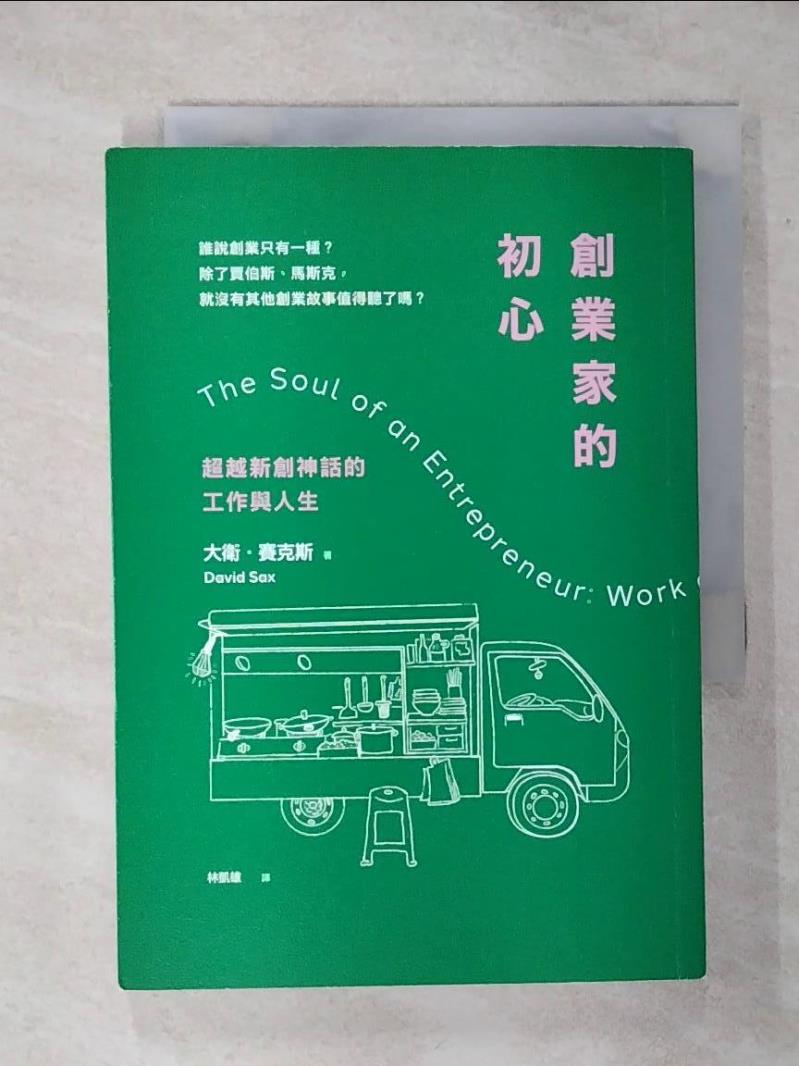 創業家的
初心
誰說創業只有一種？
除了賈伯斯、馬斯克，
就沒有其他創業故事值得聽了嗎？
The Soul of an Entrepreneur: Work
超越新創神話的
工作與人生
大衛・賽克斯 著
David Sax
林凱雄 譯